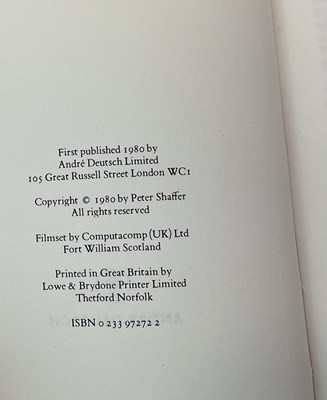 First published 1980 by
André Deutsch Limited
105 Great Russell Street London WC1
Copyright © 1980 by Peter Shaffer
All rights reserved
Filmset by Computacomp (UK) Ltd
Fort William Scotland
Printed in Great Britain by
Lowe & Brydone Printer Limited
Thetford Norfolk
ISBN 0 233 97272 2